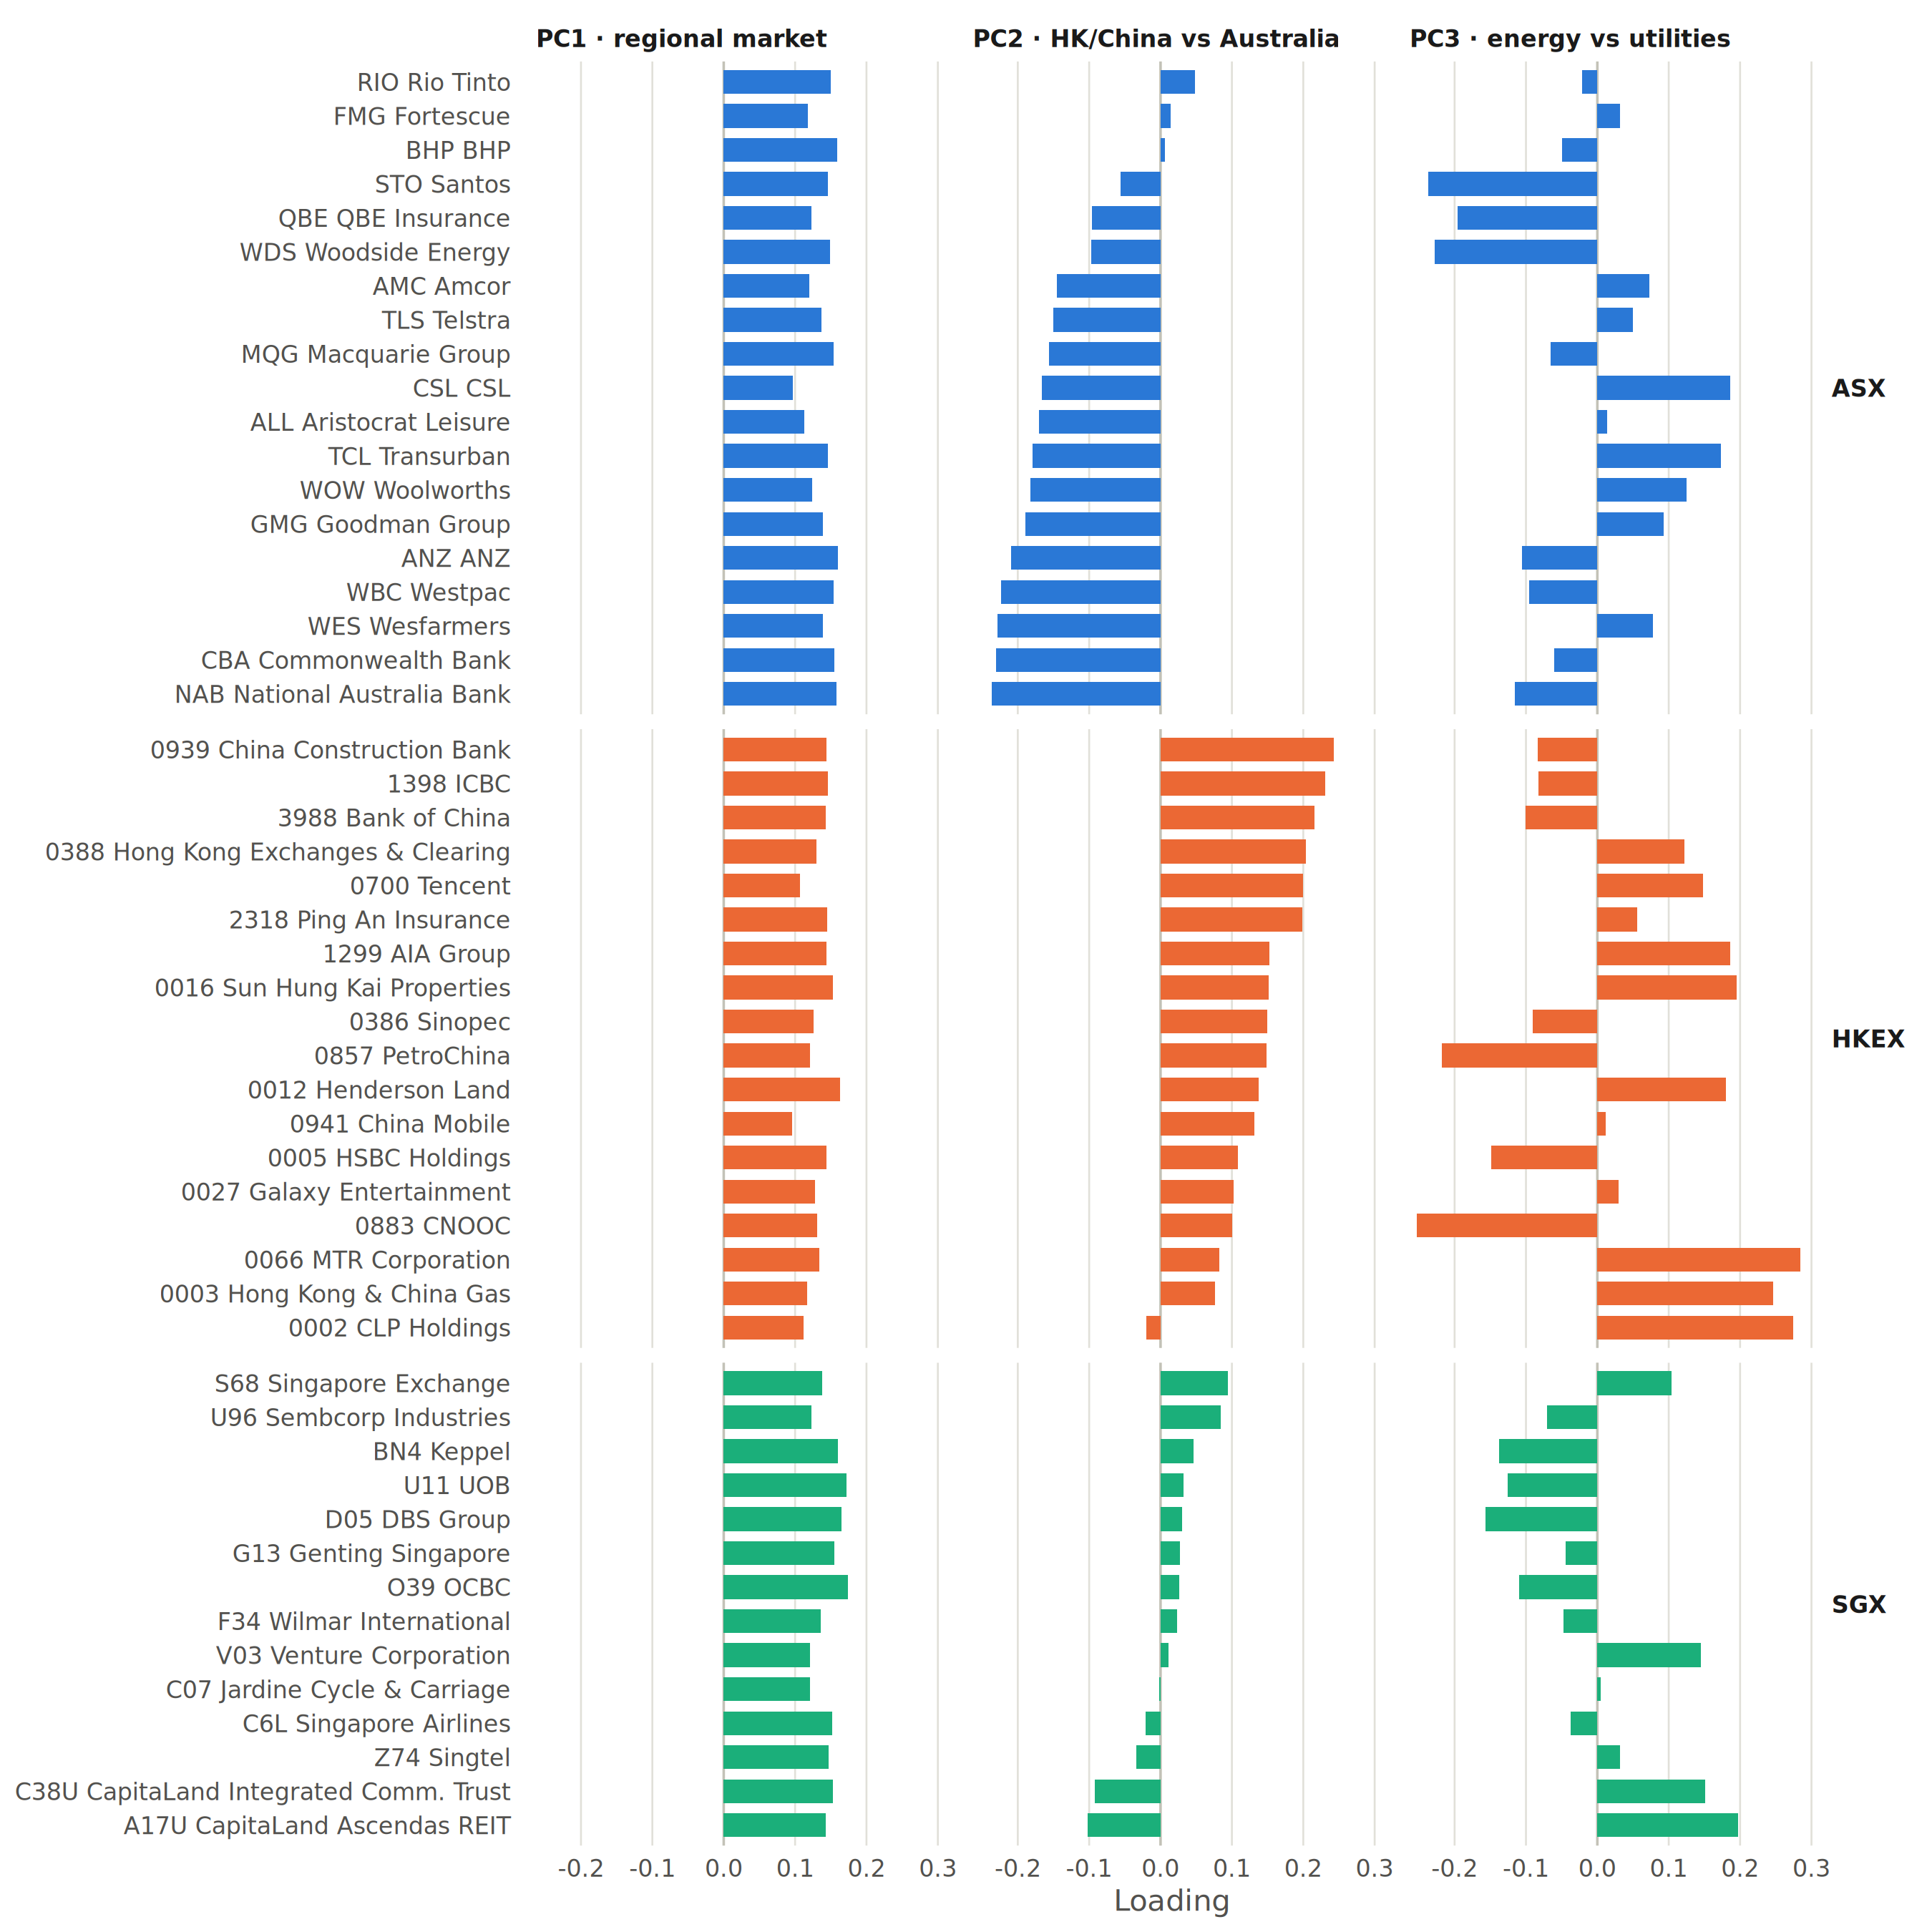 PC1 · regional market
PC2 · HK/China vs Australia
PC3 · energy vs utilities
RIO Rio Tinto
FMG Fortescue
BHP BHP
STO Santos
QBE QBE Insurance
WDS Woodside Energy
AMC Amcor
TLS Telstra
MQG Macquarie Group
CSL CSL
ALL Aristocrat Leisure
TCL Transurban
WOW Woolworths
GMG Goodman Group
ANZ ANZ
WBC Westpac
WES Wesfarmers
CBA Commonwealth Bank
NAB National Australia Bank
ASX
0939 China Construction Bank
1398 ICBC
3988 Bank of China
0388 Hong Kong Exchanges & Clearing
0700 Tencent
2318 Ping An Insurance
1299 AIA Group
0016 Sun Hung Kai Properties
0386 Sinopec
0857 PetroChina
0012 Henderson Land
0941 China Mobile
0005 HSBC Holdings
0027 Galaxy Entertainment
0883 CNOOC
0066 MTR Corporation
0003 Hong Kong & China Gas
0002 CLP Holdings
HKEX
S68 Singapore Exchange
U96 Sembcorp Industries
BN4 Keppel
U11 UOB
D05 DBS Group
G13 Genting Singapore
O39 OCBC
F34 Wilmar International
V03 Venture Corporation
C07 Jardine Cycle & Carriage
C6L Singapore Airlines
Z74 Singtel
C38U CapitaLand Integrated Comm. Trust
A17U CapitaLand Ascendas REIT
SGX
-0.2 -0.1 0.0 0.1 0.2 0.3
-0.2 -0.1 0.0 0.1 0.2 0.3
-0.2 -0.1 0.0 0.1 0.2 0.3
Loading